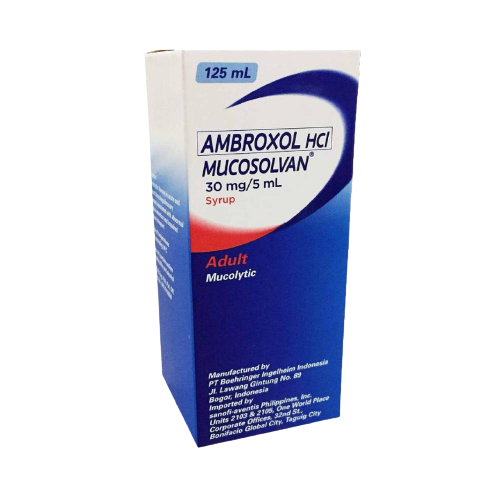 125 mL
AMBROXOL HCl
MUCOSOLVAN®
30 mg/5 mL
Syrup
Adult
Mucolytic
Manufactured by
PT Boehringer Ingelheim Indonesia
Jl. Lawang Gintung No. 89
Bogor, Indonesia
Imported by
sanofi-aventis Philippines, Inc.
Units 2103 & 2105, One World Place
Corporate Offices, 32nd St.,
Bonifacio Global City, Taguig City